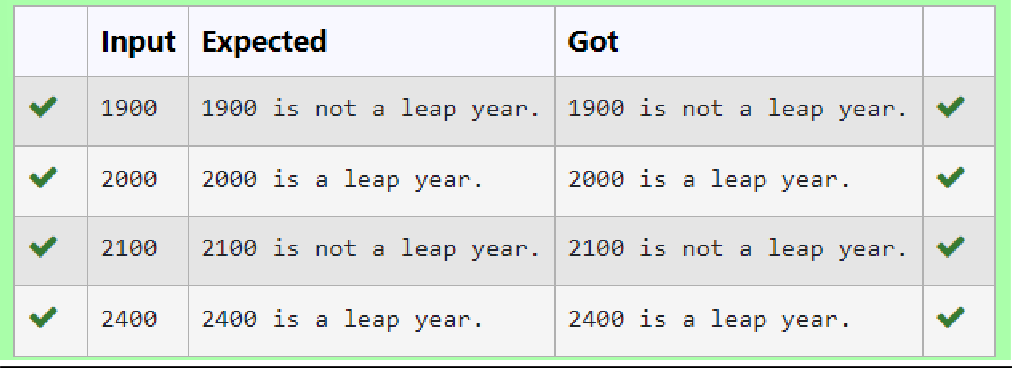 Input Expected Got
1900 1900 is not a leap year. 1900 is not a leap year.
2000 2000 is a leap year. 2000 is a leap year.
2100 2100 is not a leap year. 2100 is not a leap year.
2400 2400 is a leap year. 2400 is a leap year.